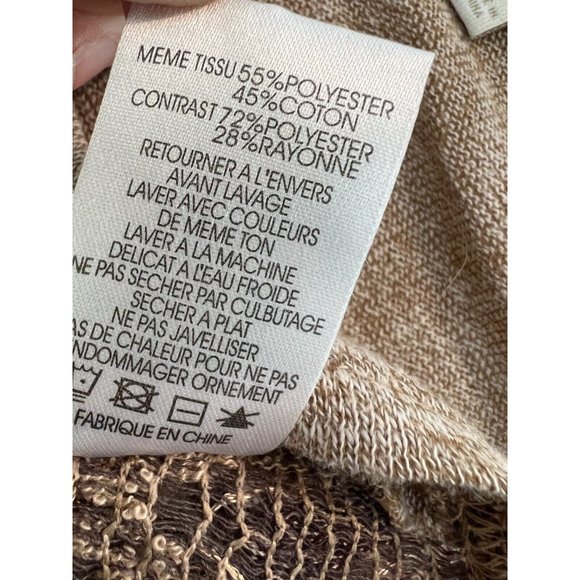 MEME TISSU 55%POLYESTER
45%COTON
CONTRAST 72%POLYESTER
28%RAYONNE
RETOURNER A L'ENVERS
AVANT LAVAGE
LAVER AVEC COULEURS
DE MEME TON
LAVER A LA MACHINE
DELICAT A L'EAU FROIDE
NE PAS SECHER PAR CULBUTAGE
SECHER A PLAT
NE PAS JAVELLISER
DE CHALEUR POUR NE PAS
ORNEMENT
FABRIQUE EN CHINE